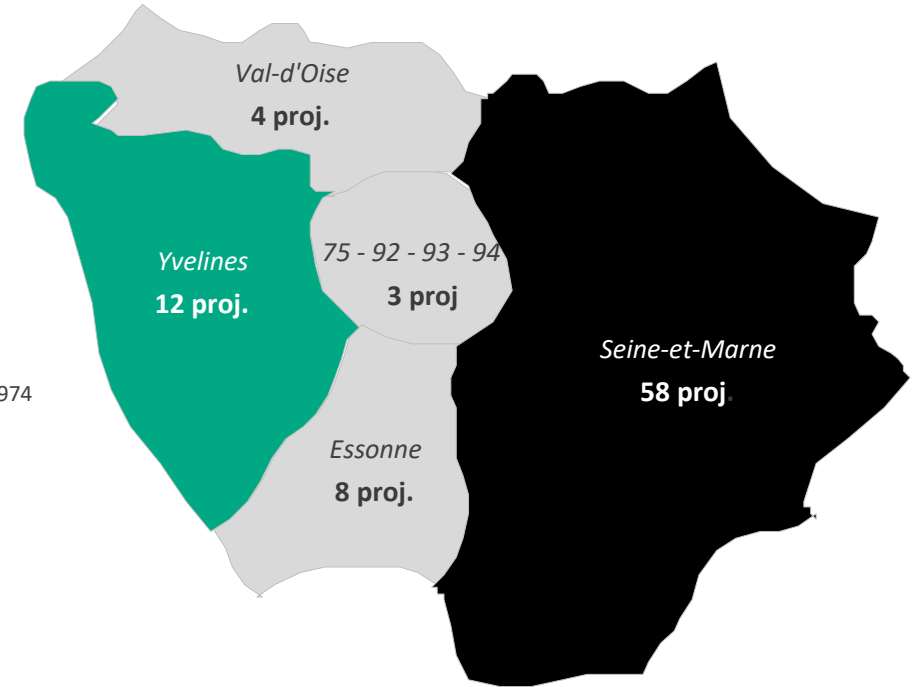 Val-d'Oise
4 proj.
Yvelines
12 proj.
75 - 92 - 93 - 94
3 proj
Seine-et-Marne
58 proj.
974
Essonne
8 proj.